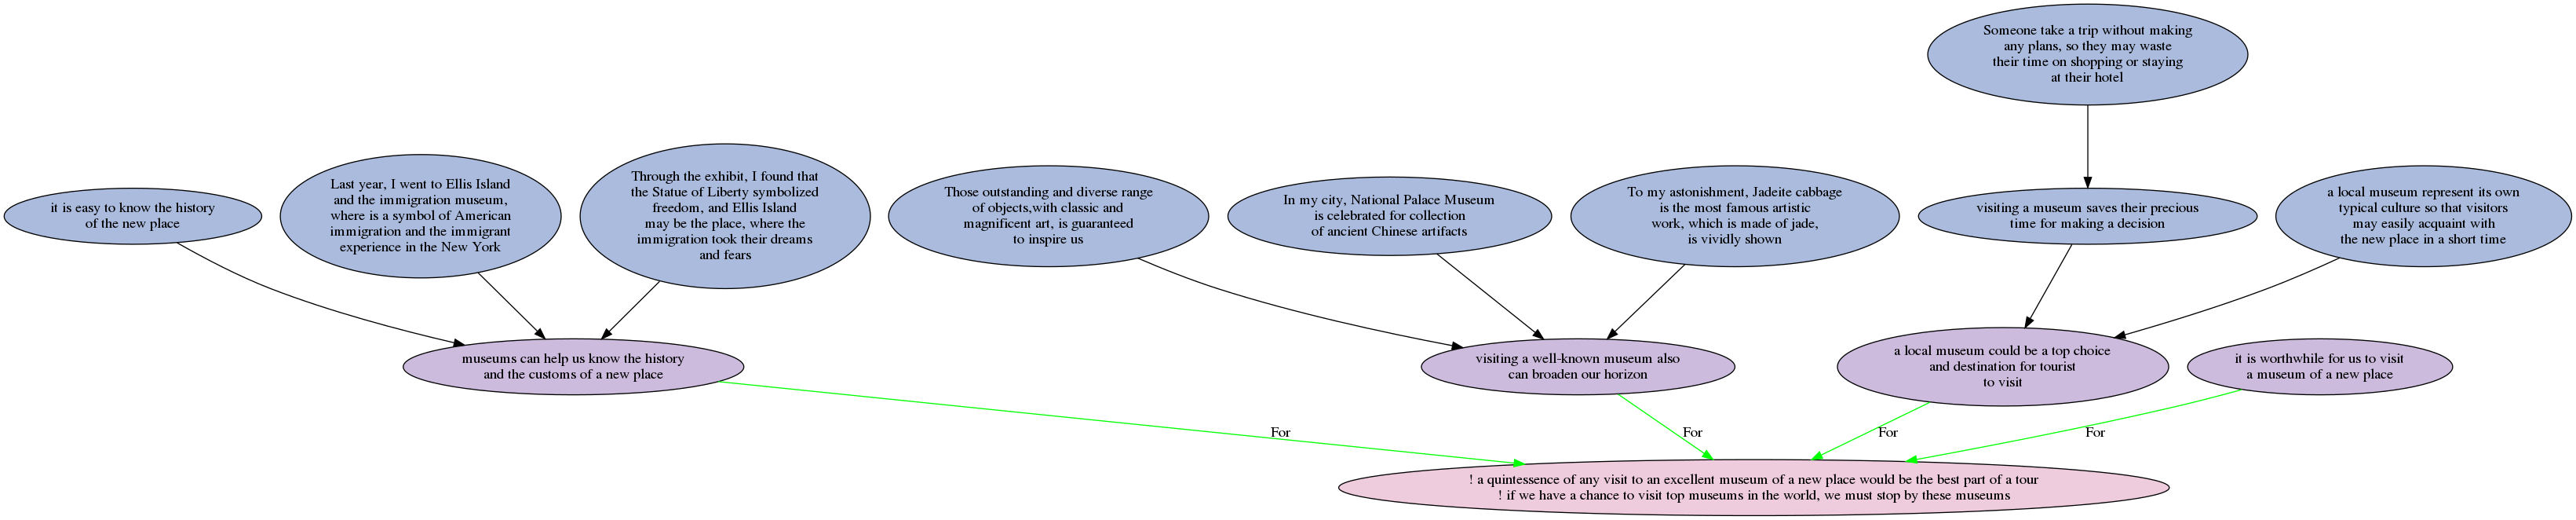 Someone take a trip without making
any plans, so they may waste
their time on shopping or staying
at their hotel
it is easy to know the history
of the new place
Last year, I went to Ellis Island
and the immigration museum,
where is a symbol of American
immigration and the immigrant
experience in the New York
Through the exhibit, I found that
the Statue of Liberty symbolized
freedom, and Ellis Island
may be the place, where the
immigration took their dreams
and fears
Those outstanding and diverse range
of objects,with classic and
magnificent art, is guaranteed
to inspire us
In my city, National Palace Museum
is celebrated for collection
of ancient Chinese artifacts
To my astonishment, Jadeite cabbage
is the most famous artistic
work, which is made of jade,
is vividly shown
visiting a museum saves their precious
time for making a decision
a local museum represent its own
typical culture so that visitors
may easily acquaint with
the new place in a short time
museums can help us know the history
and the customs of a new place
visiting a well-known museum also
can broaden our horizon
a local museum could be a top choice
and destination for tourist
to visit
it is worthwhile for us to visit
a museum of a new place
For
For
For
For
! a quintessence of any visit to an excellent museum of a new place would be the best part of a tour
! if we have a chance to visit top museums in the world, we must stop by these museums